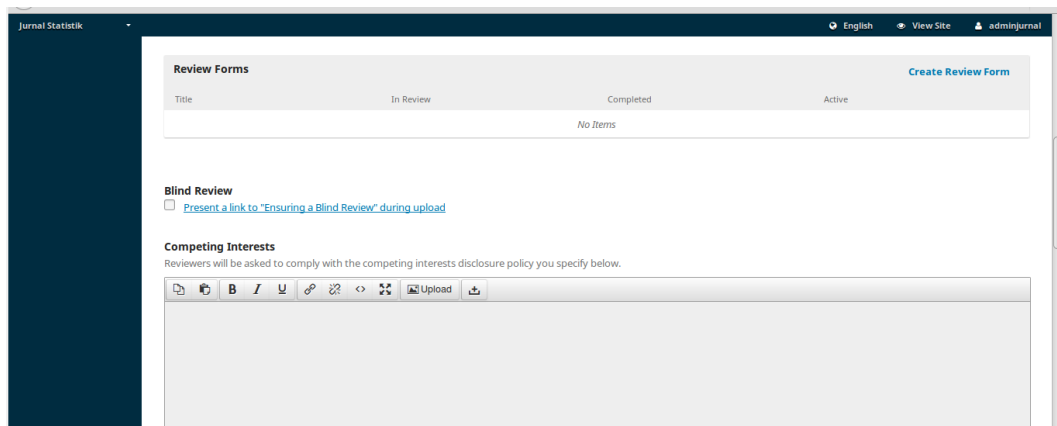 Jurnal Statistik English View Site adminjurnal
Review Forms Create Review Form
Title In Review Completed Active
No Items
Blind Review
Present a link to "Ensuring a Blind Review" during upload
Competing Interests
Reviewers will be asked to comply with the competing interests disclosure policy you specify below.
B I U Upload